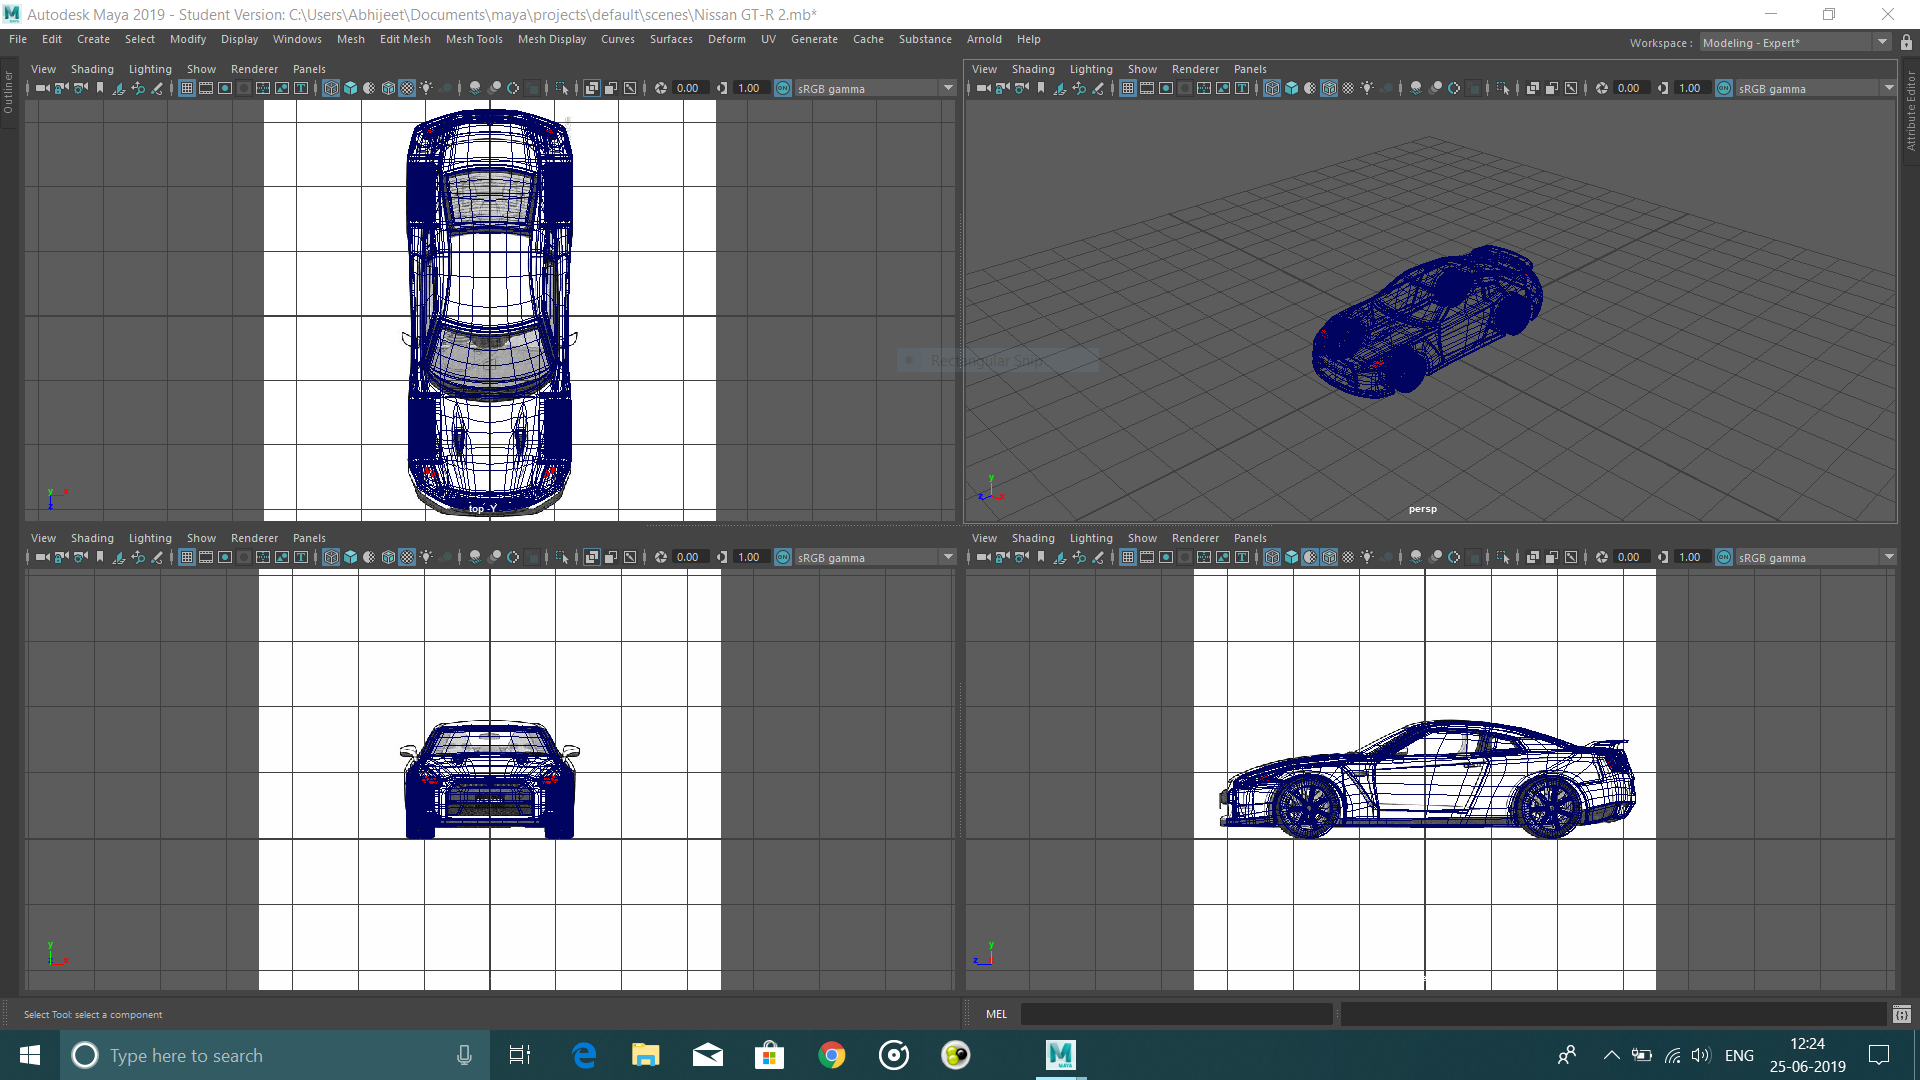 Autodesk Maya 2019 - Student Version: C:\Users\Abhijeet\Documents\maya\projects\default\scenes\Nissan GT-R 2.mb*
File Edit Create Select Modify Display Windows Mesh Edit Mesh Mesh Tools Mesh Display Curves Surfaces Deform UV Generate Cache Substance Arnold Help
Workspace : Modeling - Expert*
Outliner
Attribute Editor
View Shading Lighting Show Renderer Panels
0.00 1.00 ON sRGB gamma
top -Y
y x z
View Shading Lighting Show Renderer Panels
0.00 1.00 ON sRGB gamma
Rectangular Snip
persp
y z x
View Shading Lighting Show Renderer Panels
0.00 1.00 ON sRGB gamma
y z x
View Shading Lighting Show Renderer Panels
0.00 1.00 ON sRGB gamma
y z
Select Tool: select a component
MEL
Type here to search
M
MAYA
ENG
12:24
25-06-2019